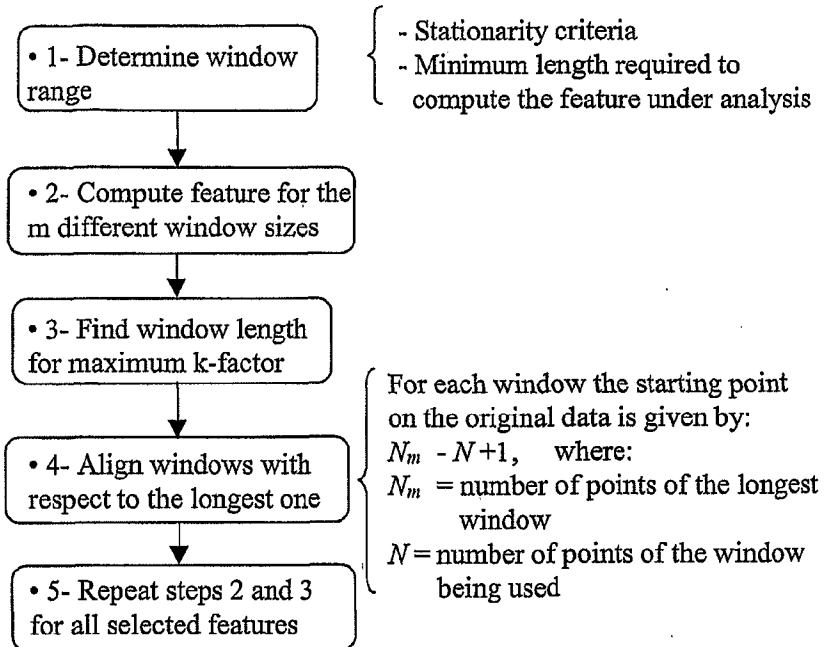 • 1- Determine window
range
- Stationarity criteria
- Minimum length required to
compute the feature under analysis
• 2- Compute feature for the
m different window sizes
• 3- Find window length
for maximum k-factor
• 4- Align windows with
respect to the longest one
For each window the starting point
on the original data is given by:
Nm - N+1, where:
Nm = number of points of the longest
window
N = number of points of the window
being used
• 5- Repeat steps 2 and 3
for all selected features